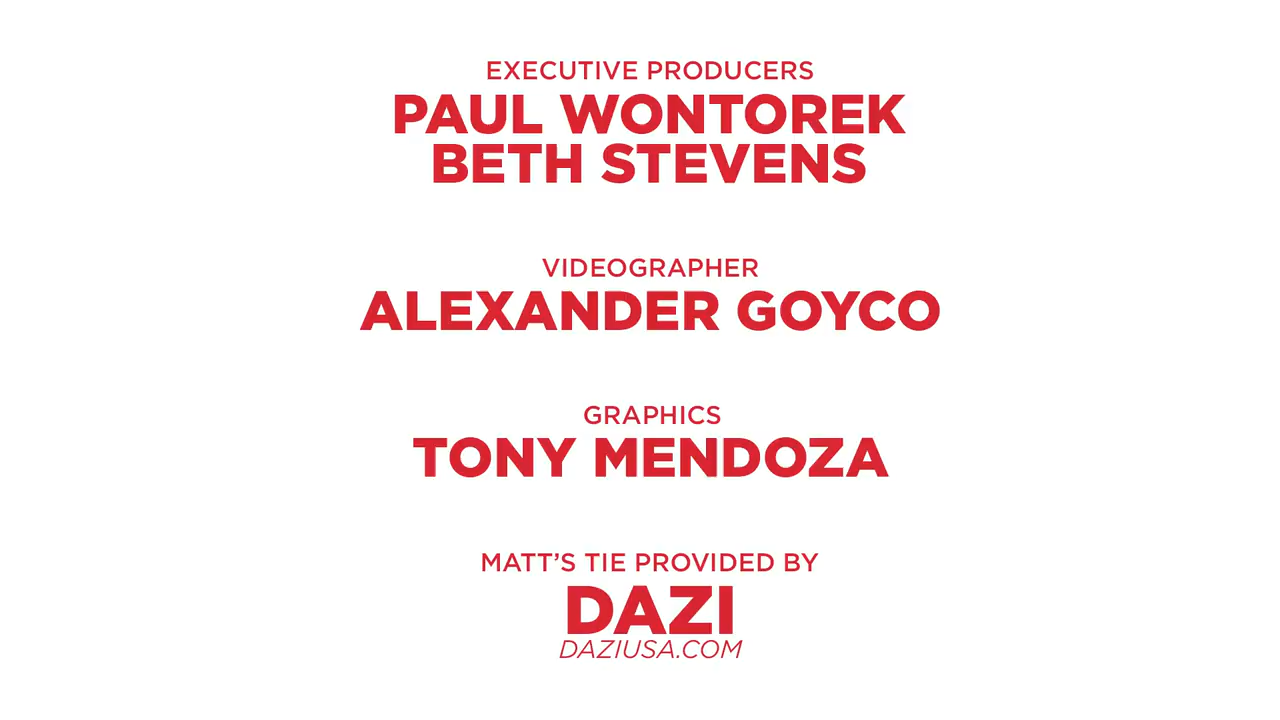 EXECUTIVE PRODUCERS
PAUL WONTOREK
BETH STEVENS
VIDEOGRAPHER
ALEXANDER GOYCO
GRAPHICS
TONY MENDOZA
MATT’S TIE PROVIDED BY
DAZI
DAZIUSA.COM